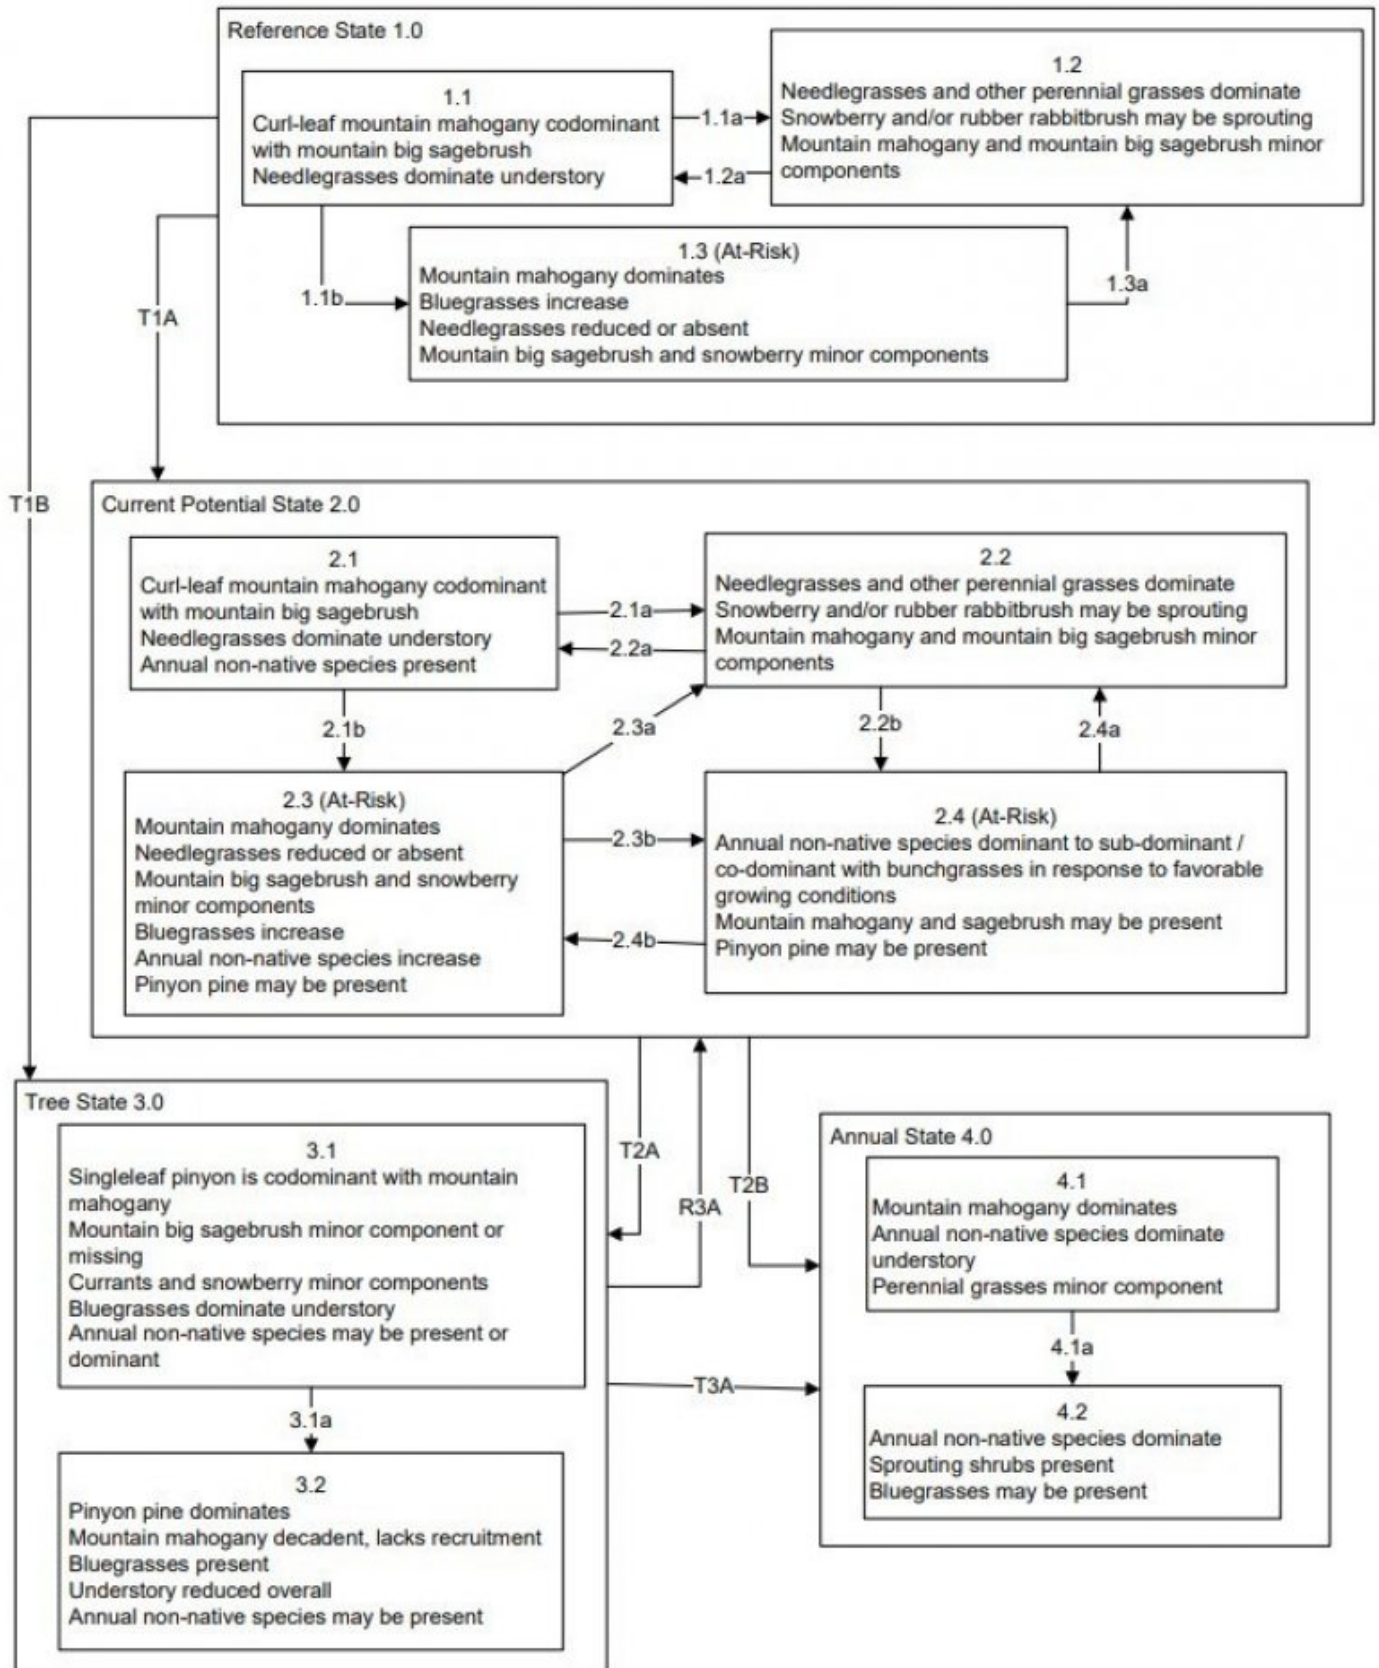 Reference State 1.0
1.1
Curl-leaf mountain mahogany codominant
with mountain big sagebrush
Needlegrasses dominate understory
1.1a
1.2a
1.2
Needlegrasses and other perennial grasses dominate
Snowberry and/or rubber rabbitbrush may be sprouting
Mountain mahogany and mountain big sagebrush minor
components
1.1b
1.3 (At-Risk)
Mountain mahogany dominates
Bluegrasses increase
Needlegrasses reduced or absent
Mountain big sagebrush and snowberry minor components
1.3a
T1A
T1B
Current Potential State 2.0
2.1
Curl-leaf mountain mahogany codominant
with mountain big sagebrush
Needlegrasses dominate understory
Annual non-native species present
2.1a
2.2a
2.2
Needlegrasses and other perennial grasses dominate
Snowberry and/or rubber rabbitbrush may be sprouting
Mountain mahogany and mountain big sagebrush minor
components
2.1b
2.3a
2.2b
2.4a
2.3 (At-Risk)
Mountain mahogany dominates
Needlegrasses reduced or absent
Mountain big sagebrush and snowberry
minor components
Bluegrasses increase
Annual non-native species increase
Pinyon pine may be present
2.3b
2.4b
2.4 (At-Risk)
Annual non-native species dominant to sub-dominant /
co-dominant with bunchgrasses in response to favorable
growing conditions
Mountain mahogany and sagebrush may be present
Pinyon pine may be present
Tree State 3.0
3.1
Singleleaf pinyon is codominant with mountain
mahogany
Mountain big sagebrush minor component or
missing
Currants and snowberry minor components
Bluegrasses dominate understory
Annual non-native species may be present or
dominant
3.1a
3.2
Pinyon pine dominates
Mountain mahogany decadent, lacks recruitment
Bluegrasses present
Understory reduced overall
Annual non-native species may be present
T2A
R3A
T2B
T3A
Annual State 4.0
4.1
Mountain mahogany dominates
Annual non-native species dominate
understory
Perennial grasses minor component
4.1a
4.2
Annual non-native species dominate
Sprouting shrubs present
Bluegrasses may be present